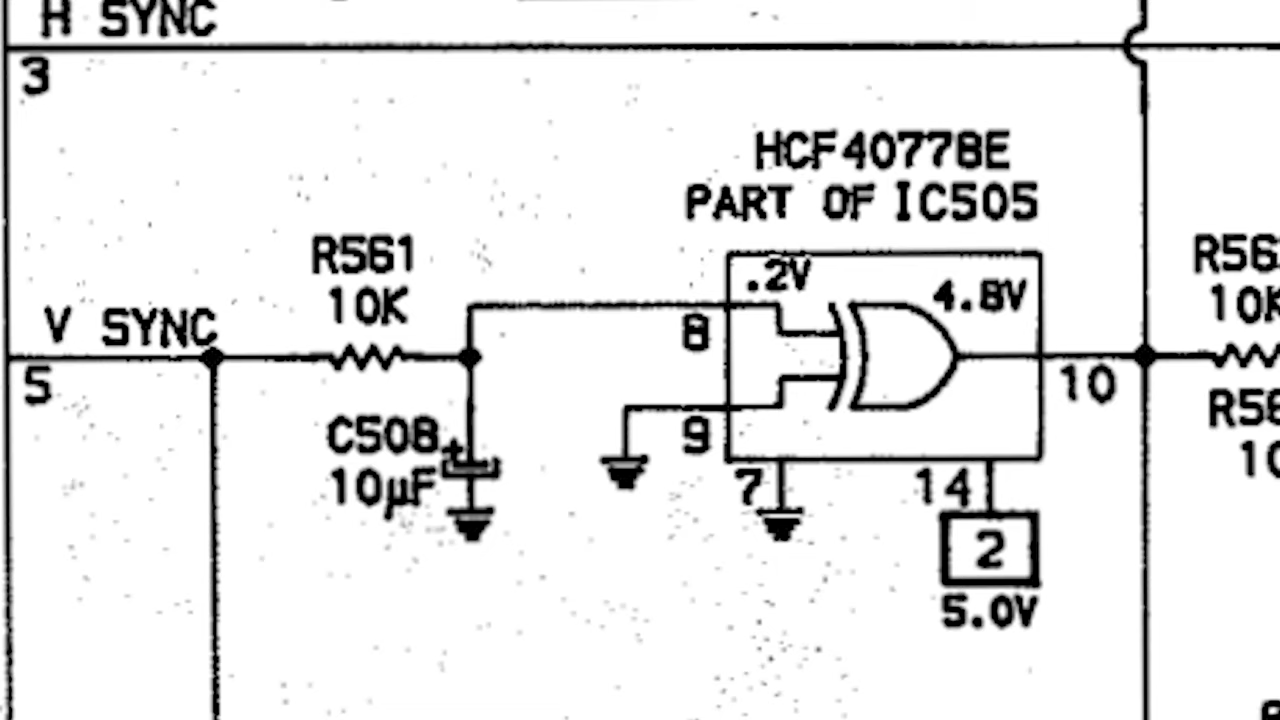 H SYNC
3
HCF4077BE
PART OF IC505
R561
10K
.2V
4.8V
V SYNC
8
5
10
C508
+
10µF
9
7
14
2
5.0V